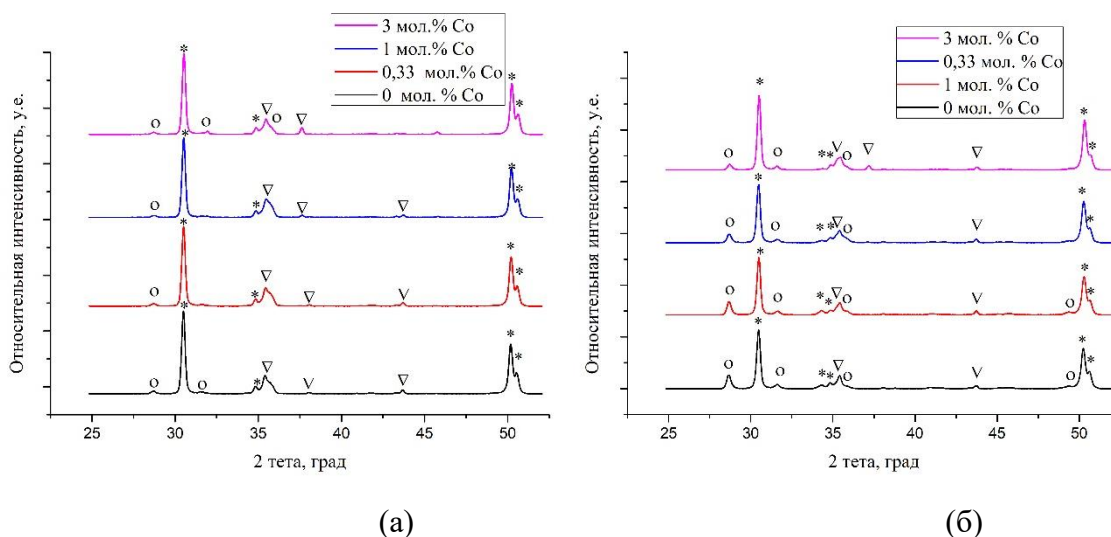 Относительная интенсивность, у.е.
3 мол.% Co
1 мол.% Co
0,33 мол.% Co
0 мол. % Co
* o * o * ∇ O ∇ * *
* o * ∇ ∇ ∇ * *
* o * ∇ ∇ V * *
* o o * ∇ V ∇ * *
25 30 35 40 45 50
2 тета, град
(а)
Относительная интенсивность, у.е.
3 мол. % Co
0,33 мол. % Co
1 мол. % Co
0 мол. % Co
* o o * * V o ∇ ∇ * *
* o o * * ∇ o V * *
* o o * * ∇ o V o * *
* o o * * ∇ o V o * *
25 30 35 40 45 50
2 тета, град
(б)